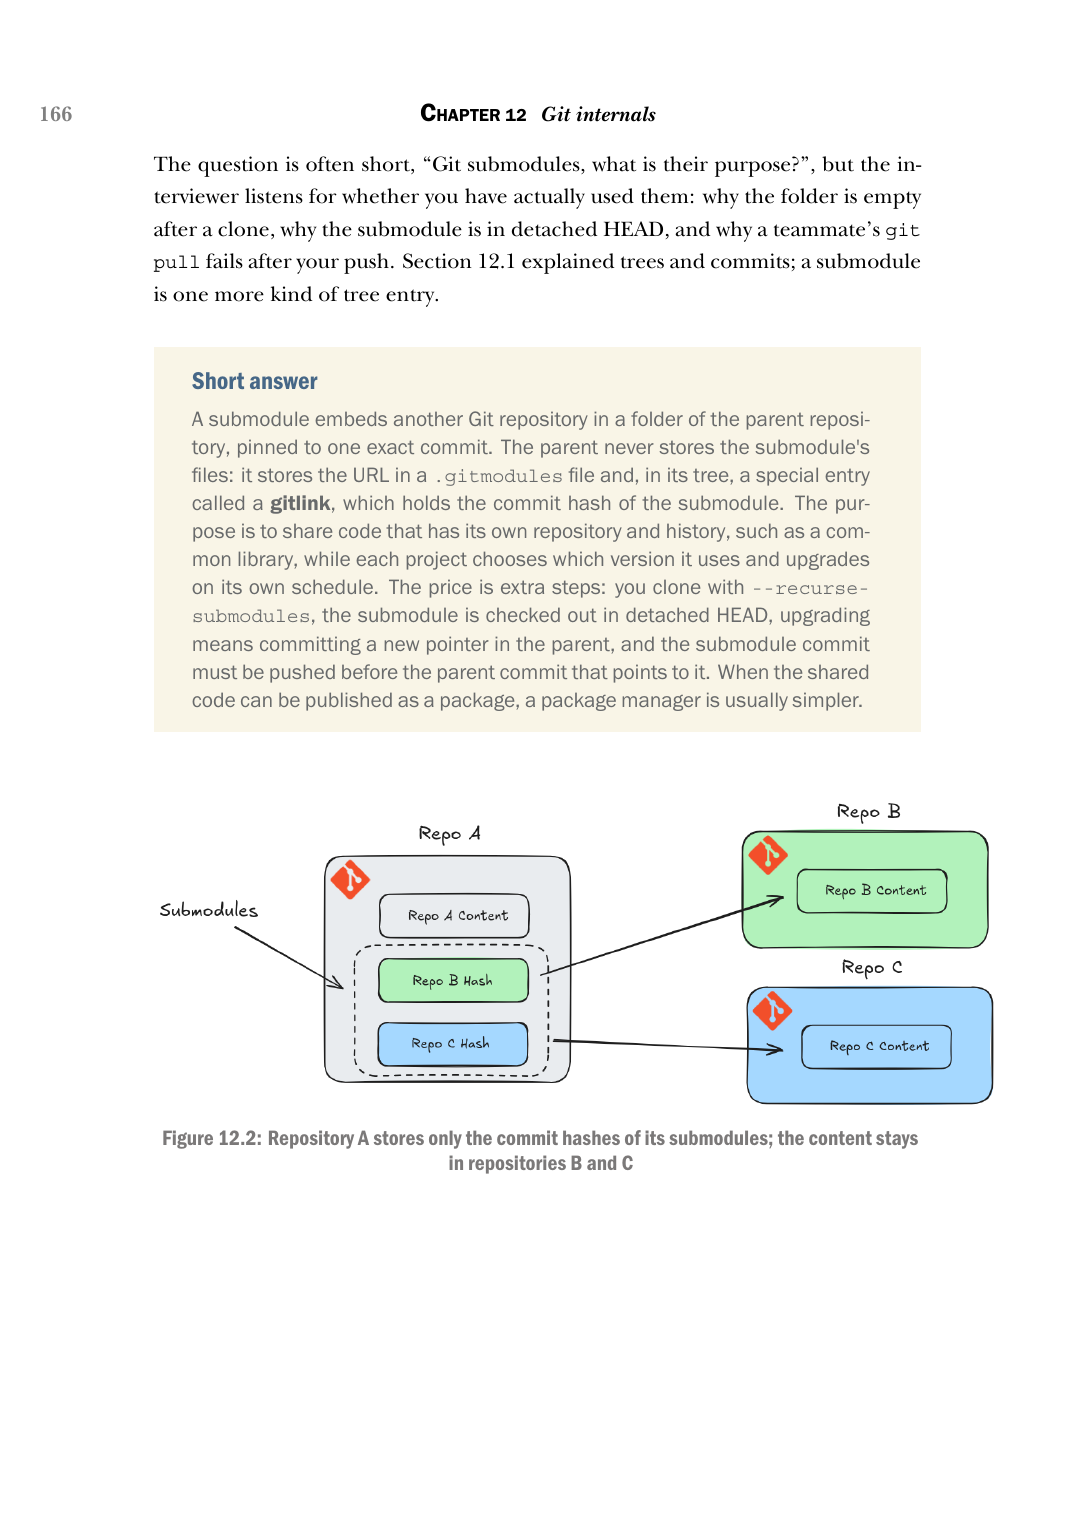 166
CHAPTER 12 Git internals
The question is often short, “Git submodules, what is their purpose?”, but the in-
terviewer listens for whether you have actually used them: why the folder is empty
after a clone, why the submodule is in detached HEAD, and why a teammate’s git
pull fails after your push. Section 12.1 explained trees and commits; a submodule
is one more kind of tree entry.
Short answer
A submodule embeds another Git repository in a folder of the parent reposi-
tory, pinned to one exact commit. The parent never stores the submodule's
files: it stores the URL in a .gitmodules file and, in its tree, a special entry
called a gitlink, which holds the commit hash of the submodule. The pur-
pose is to share code that has its own repository and history, such as a com-
mon library, while each project chooses which version it uses and upgrades
on its own schedule. The price is extra steps: you clone with --recurse-
submodules, the submodule is checked out in detached HEAD, upgrading
means committing a new pointer in the parent, and the submodule commit
must be pushed before the parent commit that points to it. When the shared
code can be published as a package, a package manager is usually simpler.
Submodules
Repo A
Repo A Content
Repo B Hash
Repo C Hash
Repo B
Repo B Content
Repo C
Repo C Content
Figure 12.2: Repository A stores only the commit hashes of its submodules; the content stays
in repositories B and C